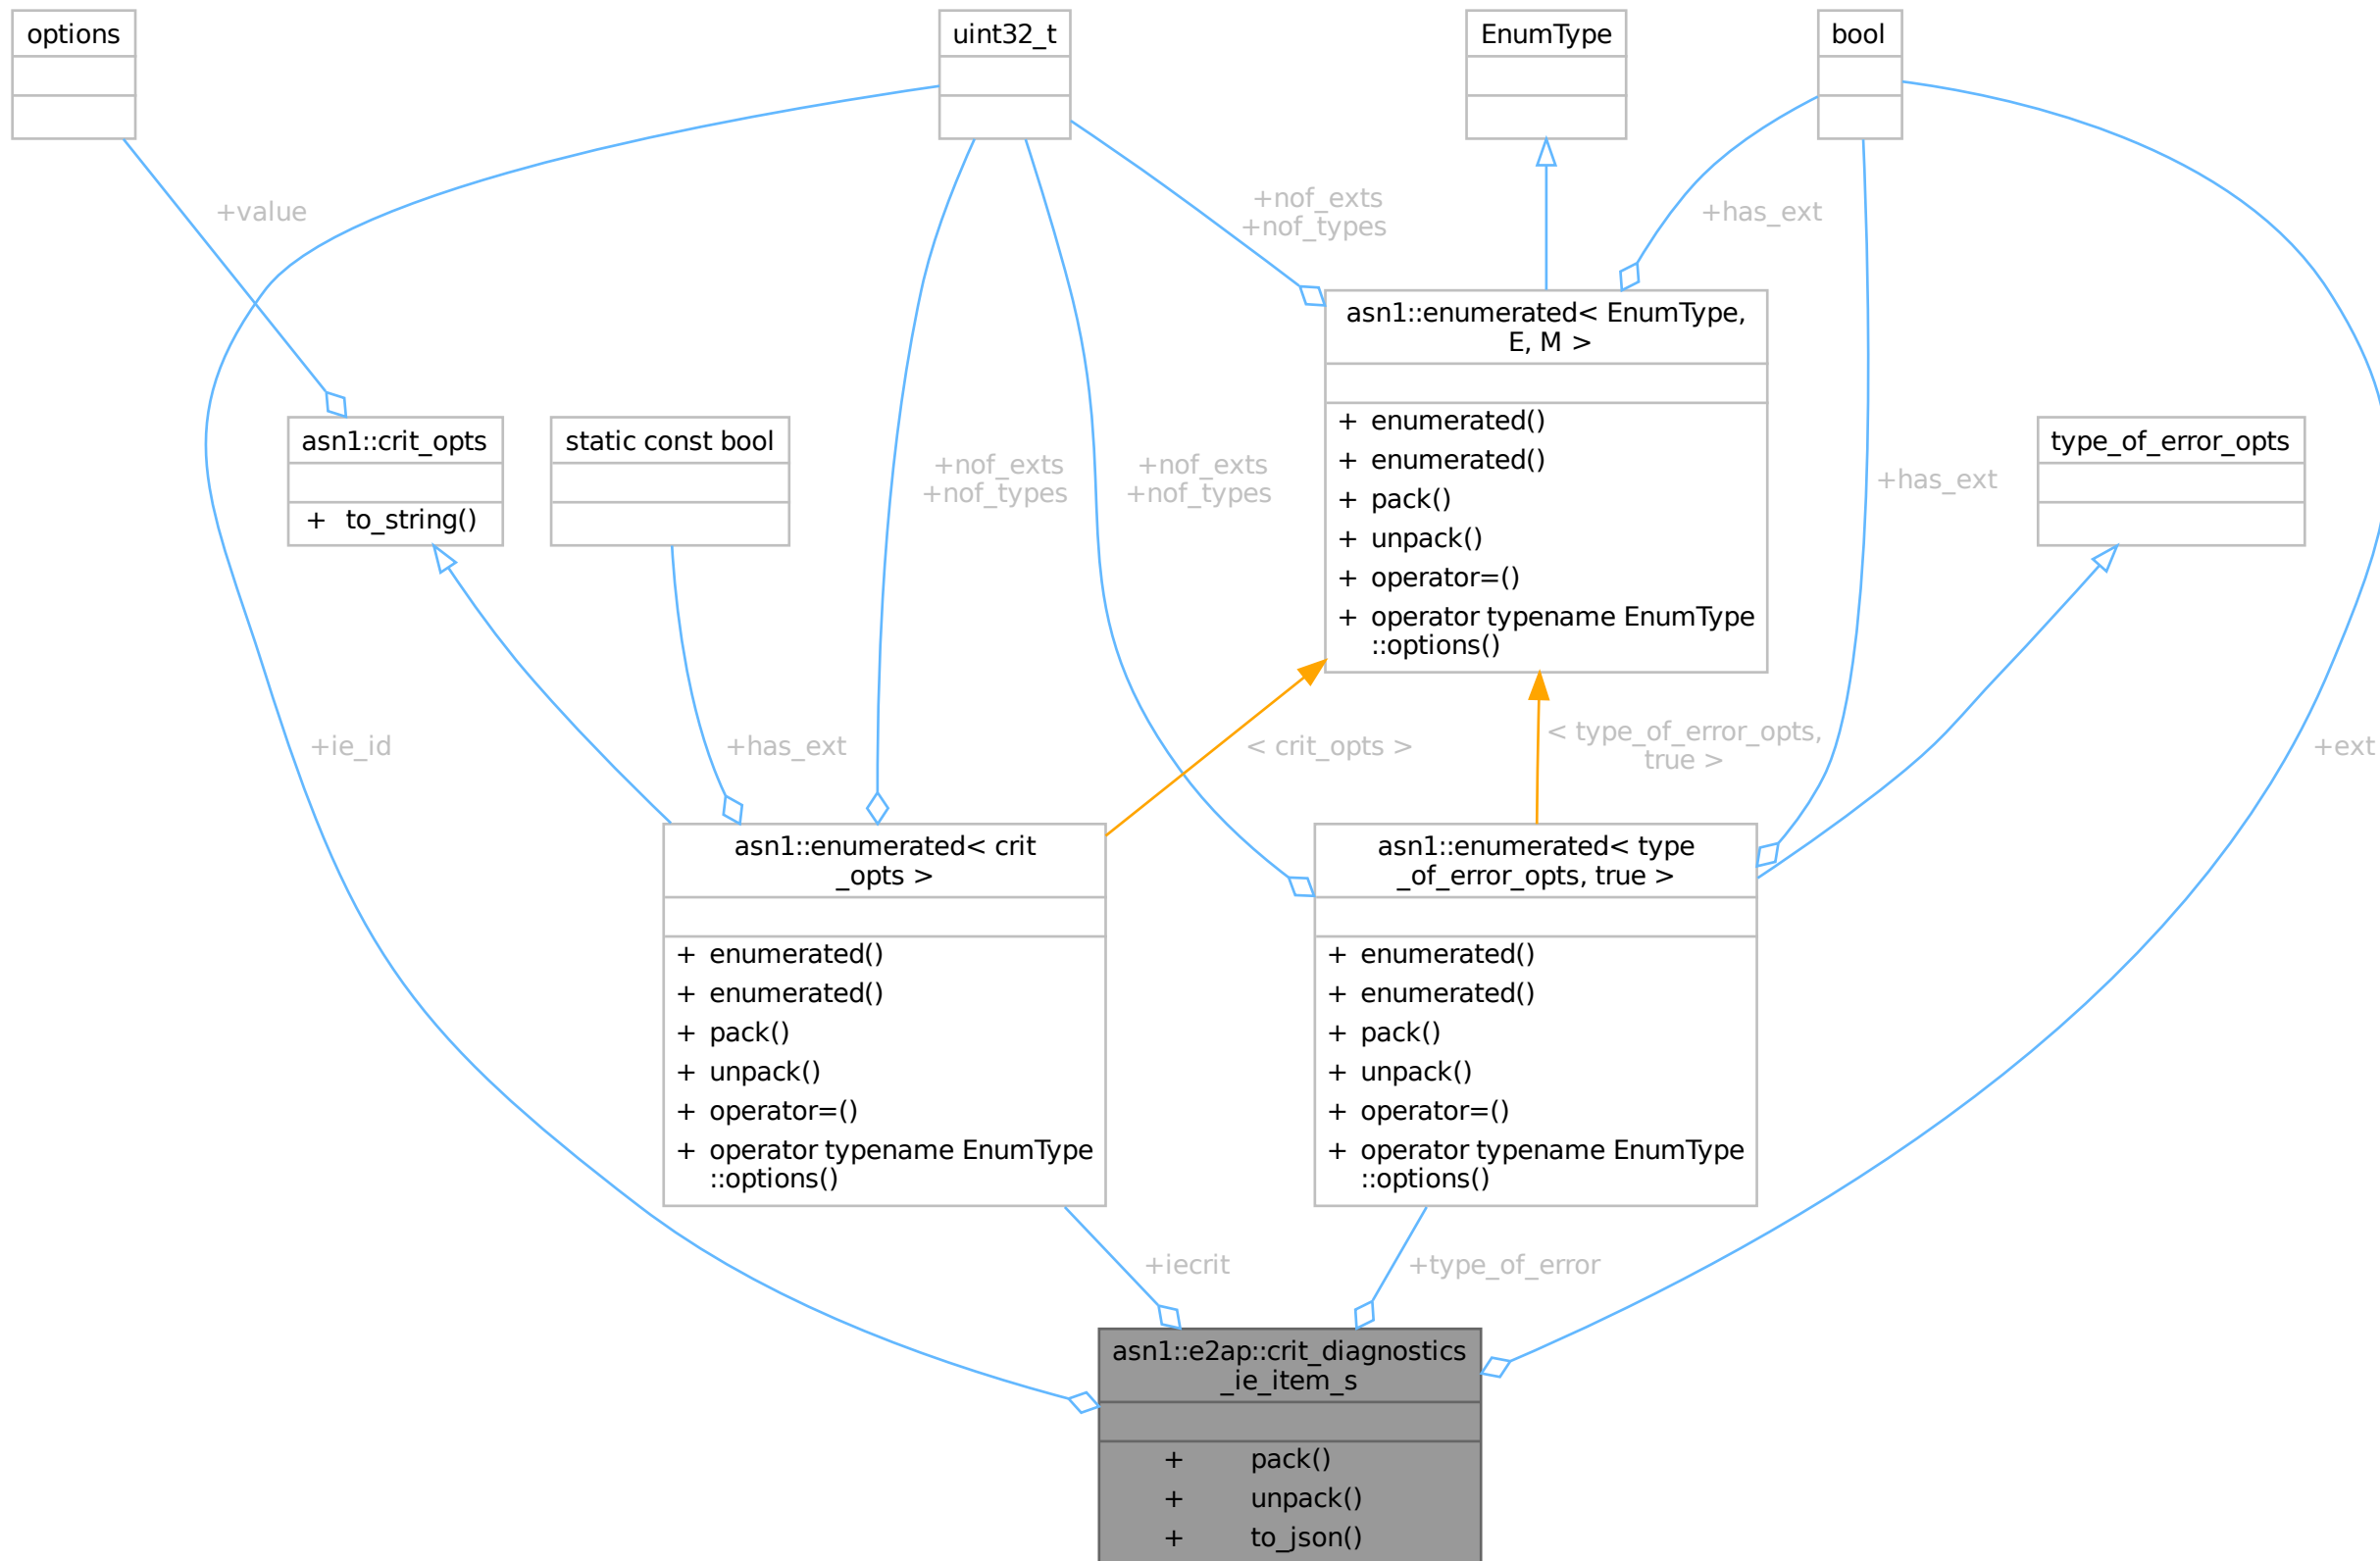 options
uint32_t
EnumType
bool
+value
+nof_exts
+nof_types
+has_ext
asn1::enumerated< EnumType,
E, M >
+ enumerated()
+ enumerated()
+ pack()
+ unpack()
+ operator=()
+ operator typename EnumType
::options()
asn1::crit_opts
+ to_string()
static const bool
+nof_exts
+nof_types
+nof_exts
+nof_types
+has_ext
type_of_error_opts
+ie_id
+has_ext
< crit_opts >
< type_of_error_opts,
true >
+ext
asn1::enumerated< crit
_opts >
+ enumerated()
+ enumerated()
+ pack()
+ unpack()
+ operator=()
+ operator typename EnumType
::options()
asn1::enumerated< type
_of_error_opts, true >
+ enumerated()
+ enumerated()
+ pack()
+ unpack()
+ operator=()
+ operator typename EnumType
::options()
+iecrit
+type_of_error
asn1::e2ap::crit_diagnostics
_ie_item_s
+ pack()
+ unpack()
+ to_json()